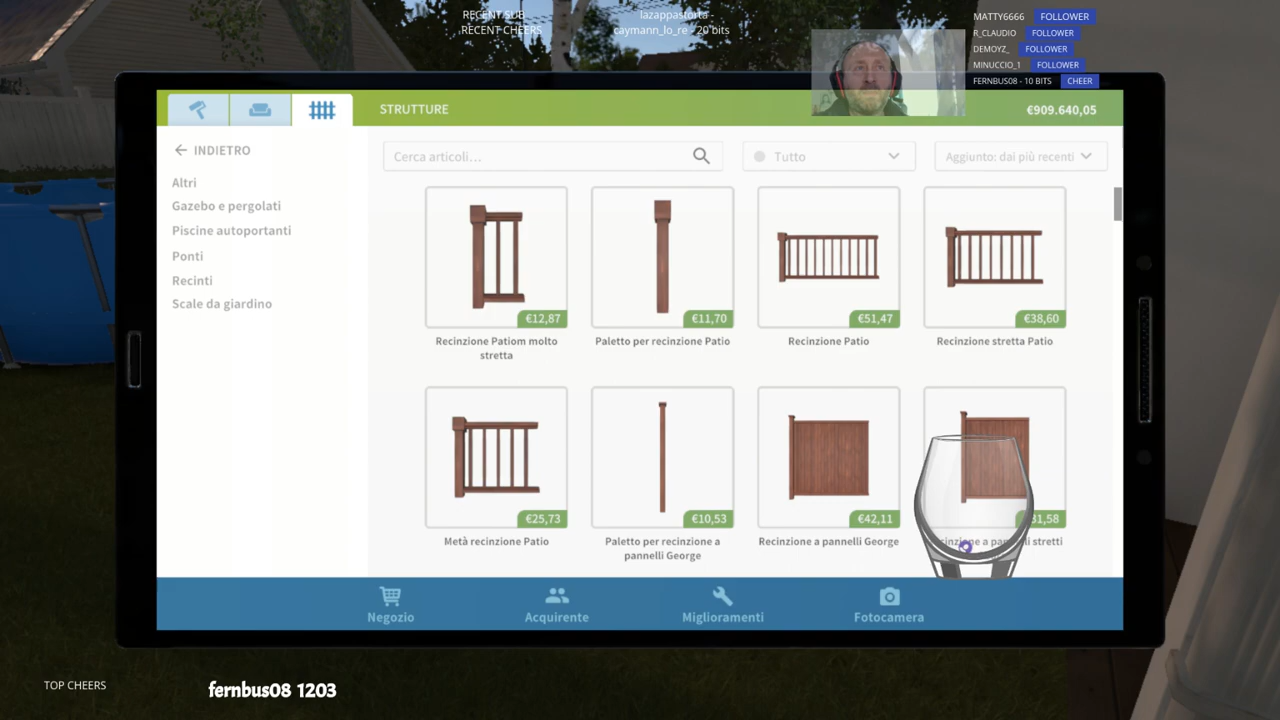 RECENT SUB
RECENT CHEERS
lazappasforta -
caymann_lo_re - 20 bits
MATTY6666 FOLLOWER
R_CLAUDIO FOLLOWER
DEMOYZ_ FOLLOWER
MINUCCIO_1 FOLLOWER
FERNBUS08 - 10 BITS CHEER
STRUTTURE
€909.640,05
INDIETRO
Altri
Gazebo e pergolati
Piscine autoportanti
Ponti
Recinti
Scale da giardino
Cerca articoli...
Tutto
Aggiunto: dai più recenti
€12,87
€11,70
€51,47
€38,60
Recinzione Patiom molto
stretta
Paletto per recinzione Patio
Recinzione Patio
Recinzione stretta Patio
€25,73
€10,53
€42,11
31,58
Metà recinzione Patio
Paletto per recinzione a
pannelli George
Recinzione a pannelli George
stretti
Negozio
Acquirente
Miglioramenti
Fotocamera
TOP CHEERS
fernbus08 1203